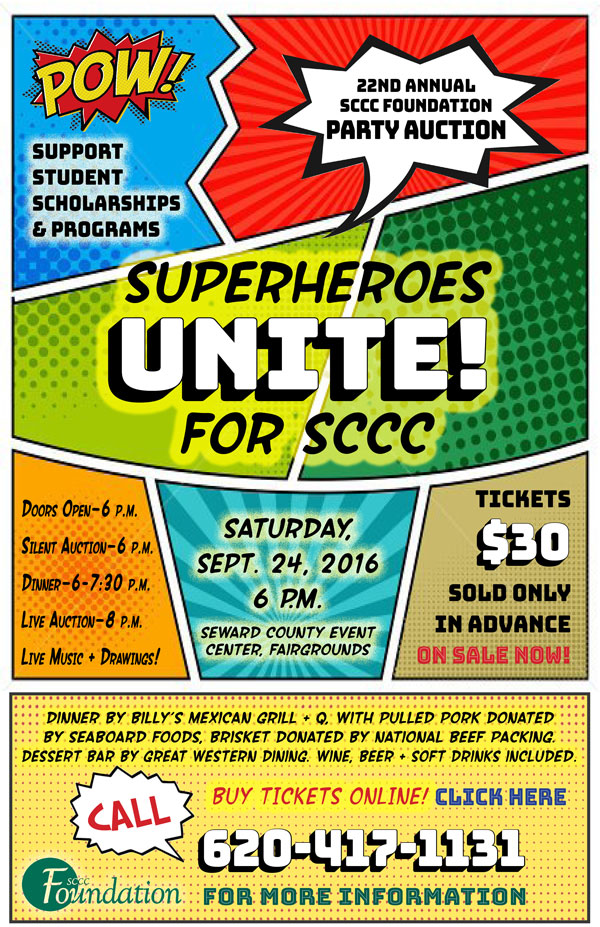 POW!
SUPPORT
STUDENT
SCHOLARSHIPS
& PROGRAMS
22ND ANNUAL
SCCC FOUNDATION
PARTY AUCTION
SUPERHEROES
UNITE!
FOR SCCC
DOORS OPEN-6 P.M.
SILENT AUCTION-6 P.M.
DINNER-6-7:30 P.M.
LIVE AUCTION-8 P.M.
LIVE MUSIC + DRAWINGS!
SATURDAY,
SEPT. 24, 2016
6 P.M.
SEWARD COUNTY EVENT
CENTER, FAIRGROUNDS
TICKETS
$30
SOLD ONLY
IN ADVANCE
ON SALE NOW!
DINNER BY BILLY'S MEXICAN GRILL + Q, WITH PULLED PORK DONATED
BY SEABOARD FOODS, BRISKET DONATED BY NATIONAL BEEF PACKING.
DESSERT BAR BY GREAT WESTERN DINING. WINE, BEER + SOFT DRINKS INCLUDED.
BUY TICKETS ONLINE! CLICK HERE
CALL
620-417-1131
FOR MORE INFORMATION
SCCC
Foundation